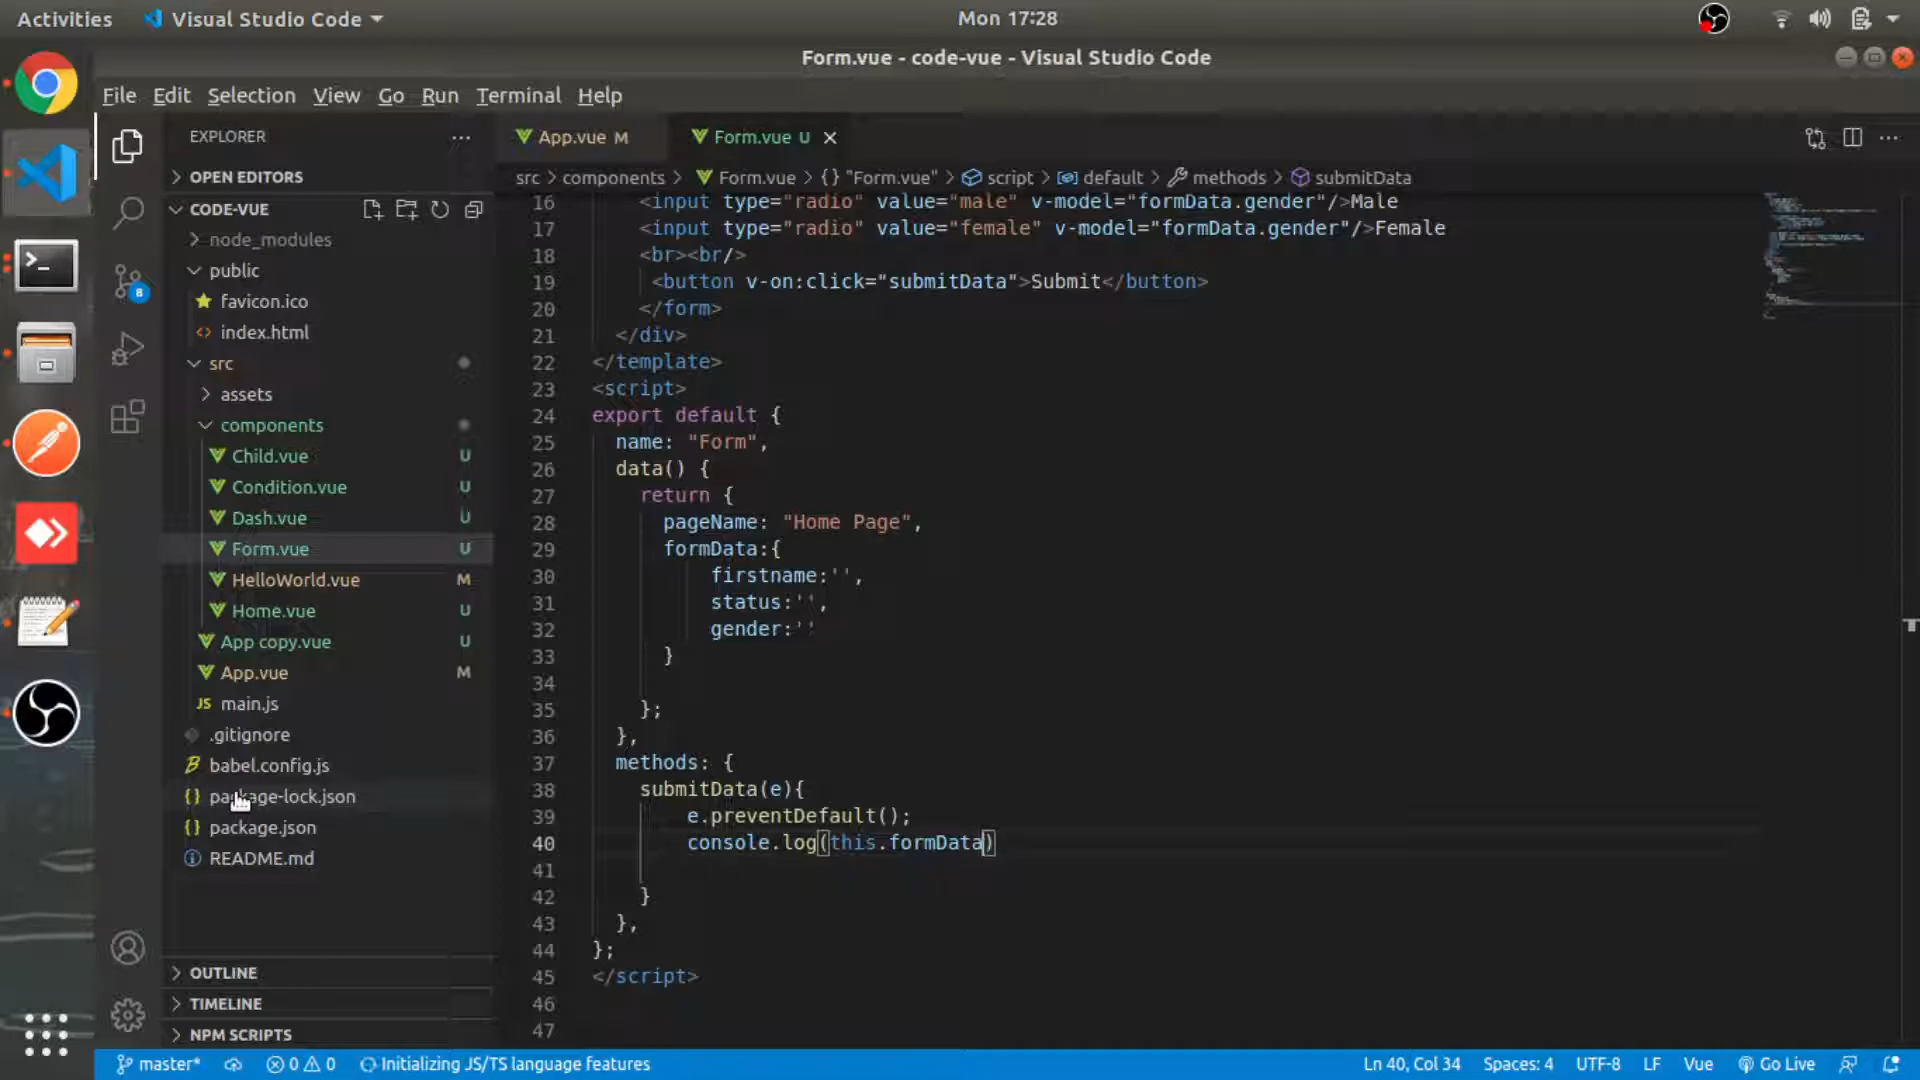 Activities Visual Studio Code Mon 17:28
Form.vue - code-vue - Visual Studio Code
File Edit Selection View Go Run Terminal Help
EXPLORER
OPEN EDITORS
CODE-VUE
node_modules
public
favicon.ico
index.html
src
assets
components
Child.vue U
Condition.vue U
Dash.vue U
Form.vue U
HelloWorld.vue M
Home.vue U
App copy.vue U
App.vue M
JS main.js
.gitignore
babel.config.js
{} package-lock.json
{} package.json
README.md
OUTLINE
TIMELINE
NPM SCRIPTS
8
App.vue M Form.vue U
src > components > Form.vue > {} "Form.vue" > script > default > methods > submitData
16 <input type="radio" value="male" v-model="formData.gender"/>Male
17 <input type="radio" value="female" v-model="formData.gender"/>Female
18 <br><br/>
19 <button v-on:click="submitData">Submit</button>
20 </form>
21 </div>
22 </template>
23 <script>
24 export default {
25 name: "Form",
26 data() {
27 return {
28 pageName: "Home Page",
29 formData:{
30 firstname:'',
31 status:'',
32 gender:''
33 }
34
35 };
36 },
37 methods: {
38 submitData(e){
39 e.preventDefault();
40 console.log(this.formData)
41
42 }
43 },
44 };
45 </script>
46
47
master* 0 0 Initializing JS/TS language features Ln 40, Col 34 Spaces: 4 UTF-8 LF Vue Go Live